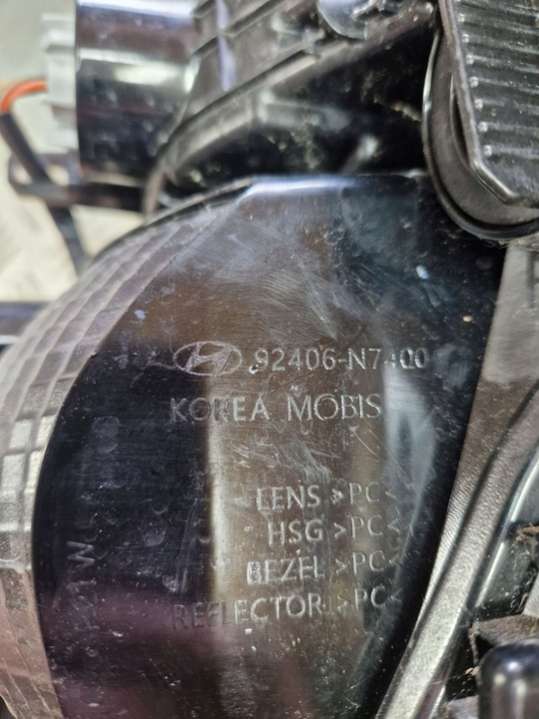 92406-N7400
KOREA MOBIS
LENS >PC<
HSG >PC<
BEZEL >PC<
REFLECTOR >PC<